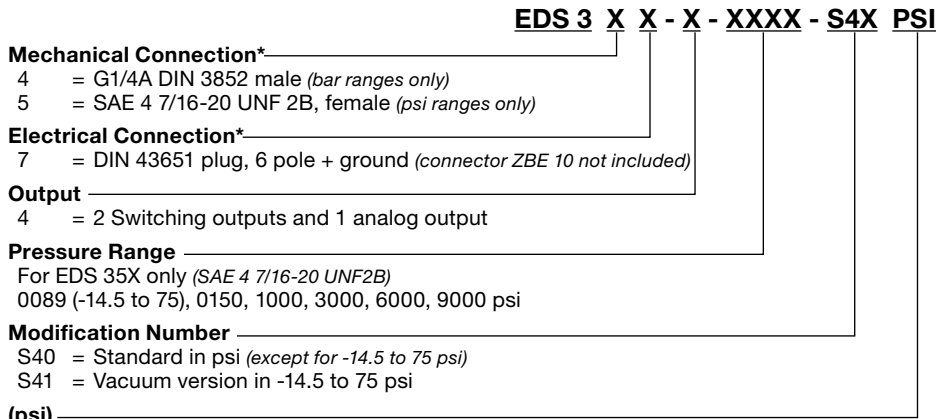 EDS 3 X X - X - XXXX - S4X PSI
Mechanical Connection*
4 = G1/4A DIN 3852 male (bar ranges only)
5 = SAE 4 7/16-20 UNF 2B, female (psi ranges only)
Electrical Connection*
7 = DIN 43651 plug, 6 pole + ground (connector ZBE 10 not included)
Output
4 = 2 Switching outputs and 1 analog output
Pressure Range
For EDS 35X only (SAE 4 7/16-20 UNF2B)
0089 (-14.5 to 75), 0150, 1000, 3000, 6000, 9000 psi
Modification Number
S40 = Standard in psi (except for -14.5 to 75 psi)
S41 = Vacuum version in -14.5 to 75 psi
(psi)